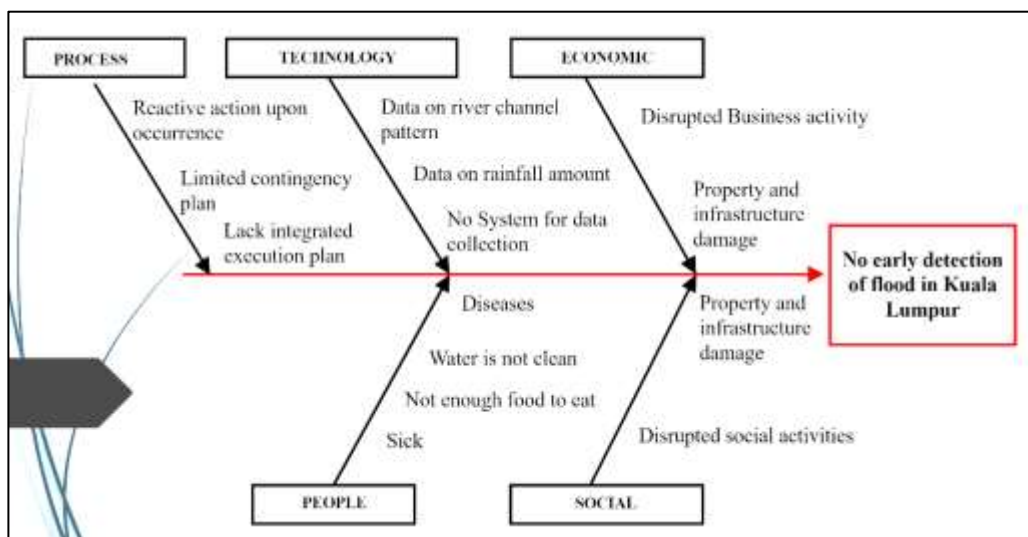 PROCESS
TECHNOLOGY
ECONOMIC
Reactive action upon
occurrence
Limited contingency
plan
Lack integrated
execution plan
Data on river channel
pattern
Data on rainfall amount
No System for data
collection
Disrupted Business activity
Property and
infrastructure
damage
No early detection
of flood in Kuala
Lumpur
Diseases
Water is not clean
Not enough food to eat
Sick
Property and
infrastructure
damage
Disrupted social activities
PEOPLE
SOCIAL